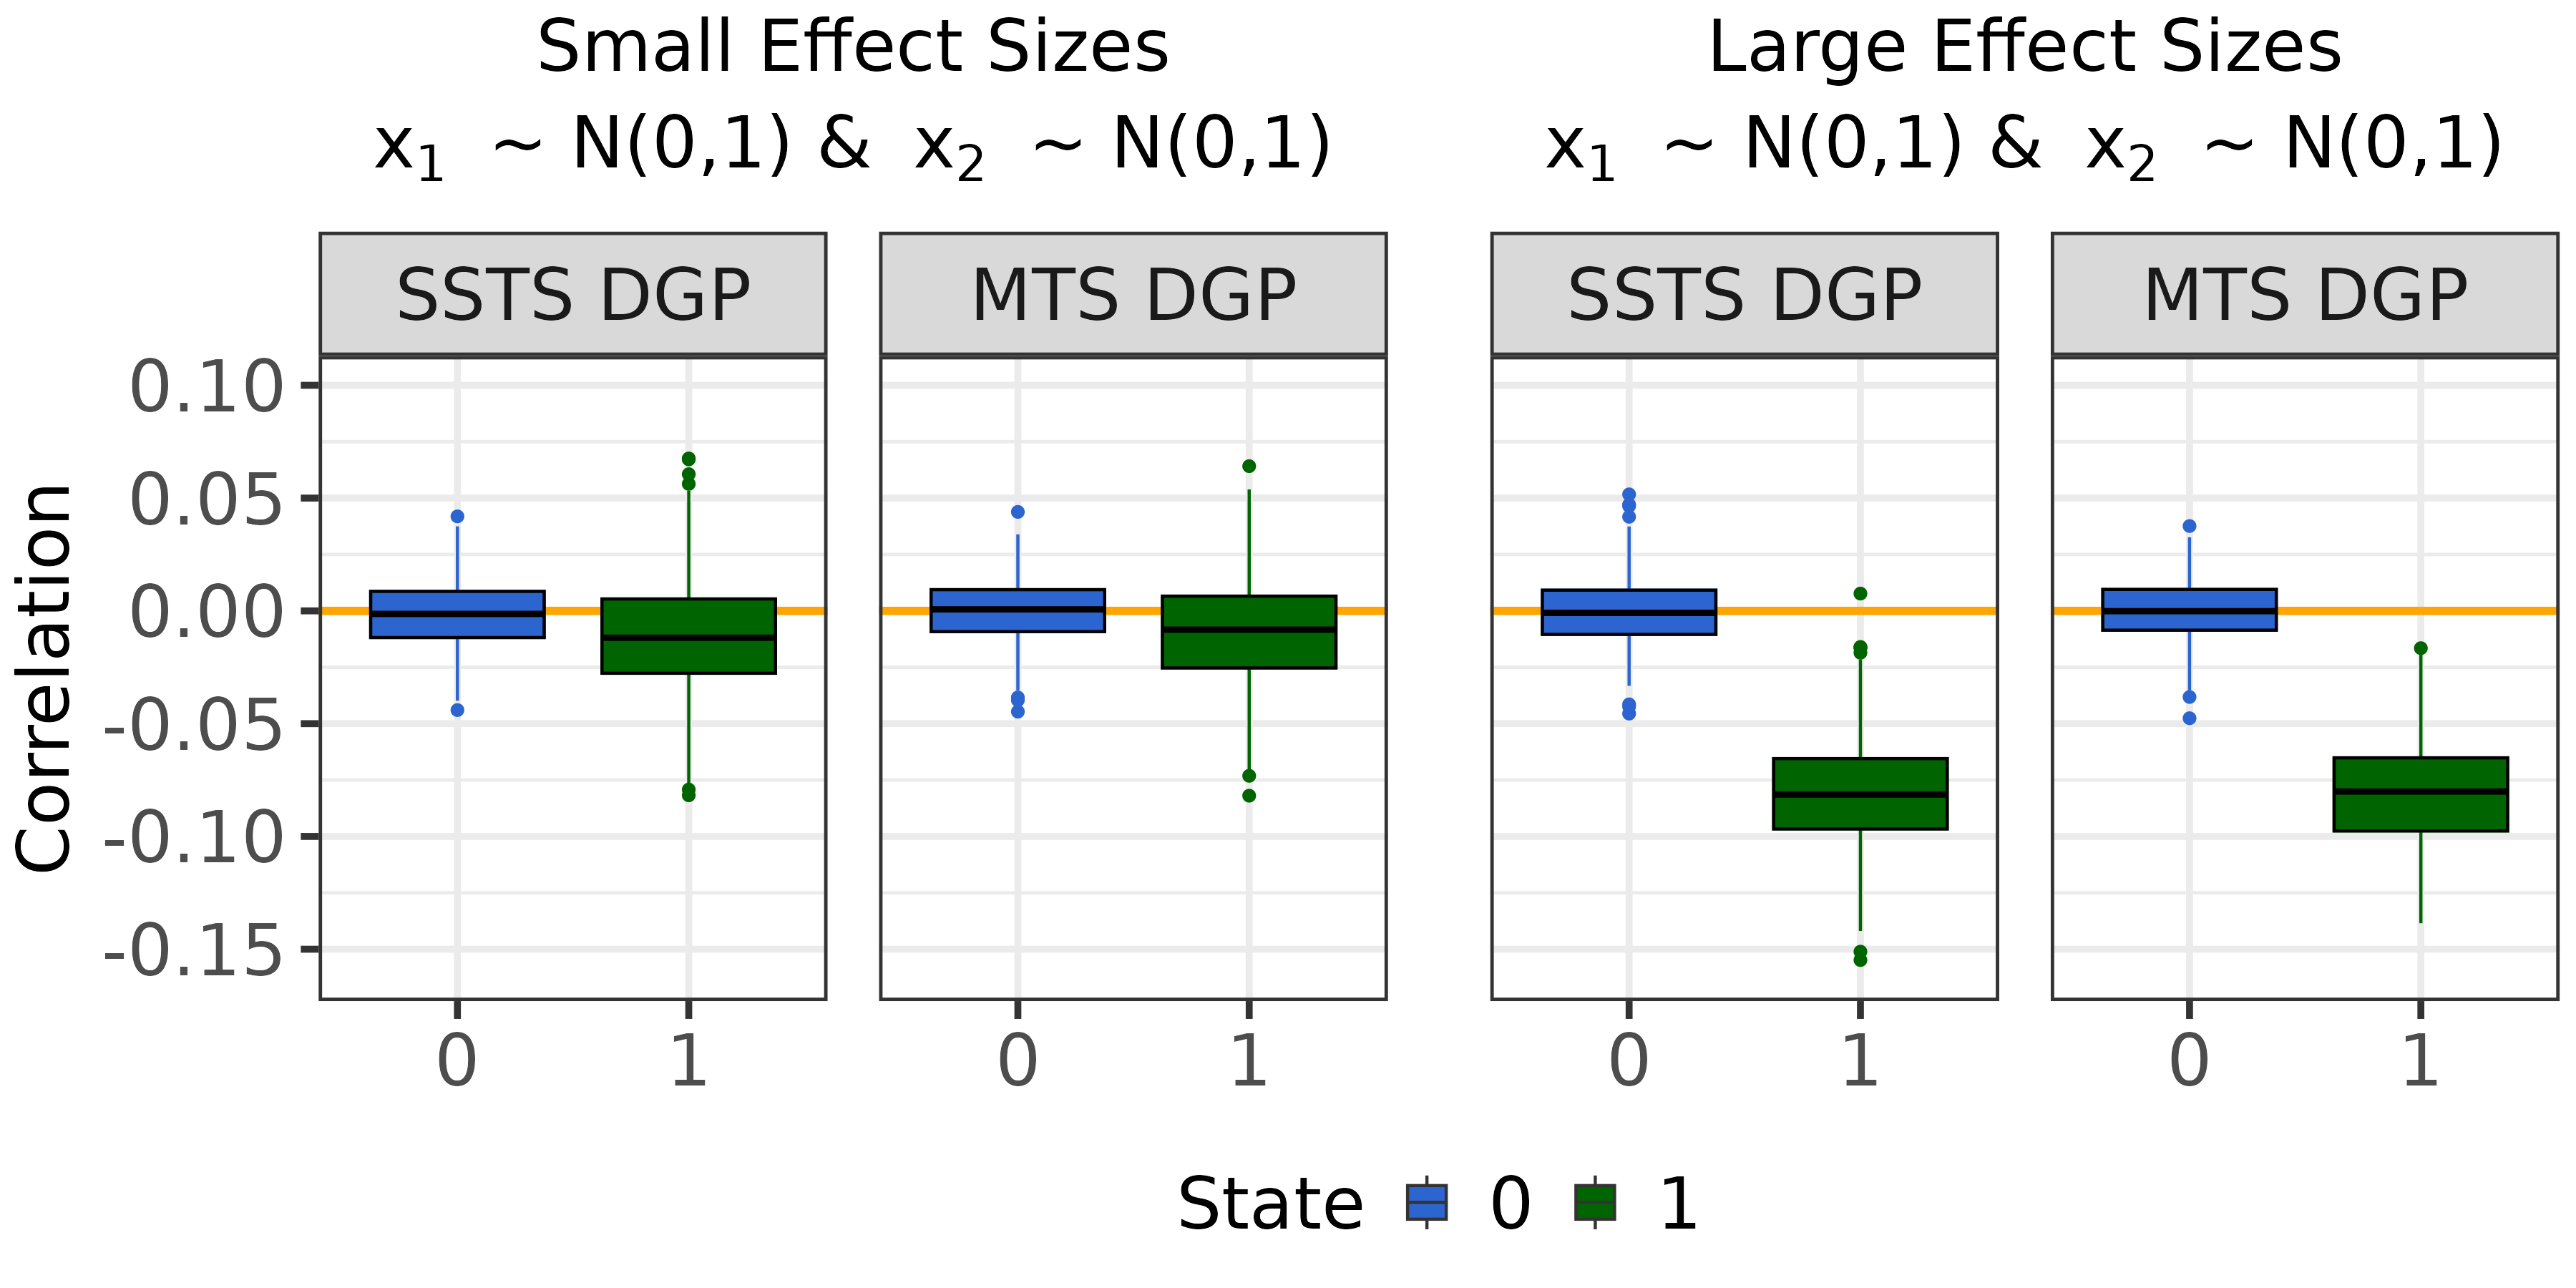 Small Effect Sizes
x₁ ~ N(0,1) & x₂ ~ N(0,1)
Large Effect Sizes
x₁ ~ N(0,1) & x₂ ~ N(0,1)
SSTS DGP
MTS DGP
SSTS DGP
MTS DGP
Correlation
0.10
0.05
0.00
-0.05
-0.10
-0.15
0 1
0 1
0 1
0 1
State 0 1